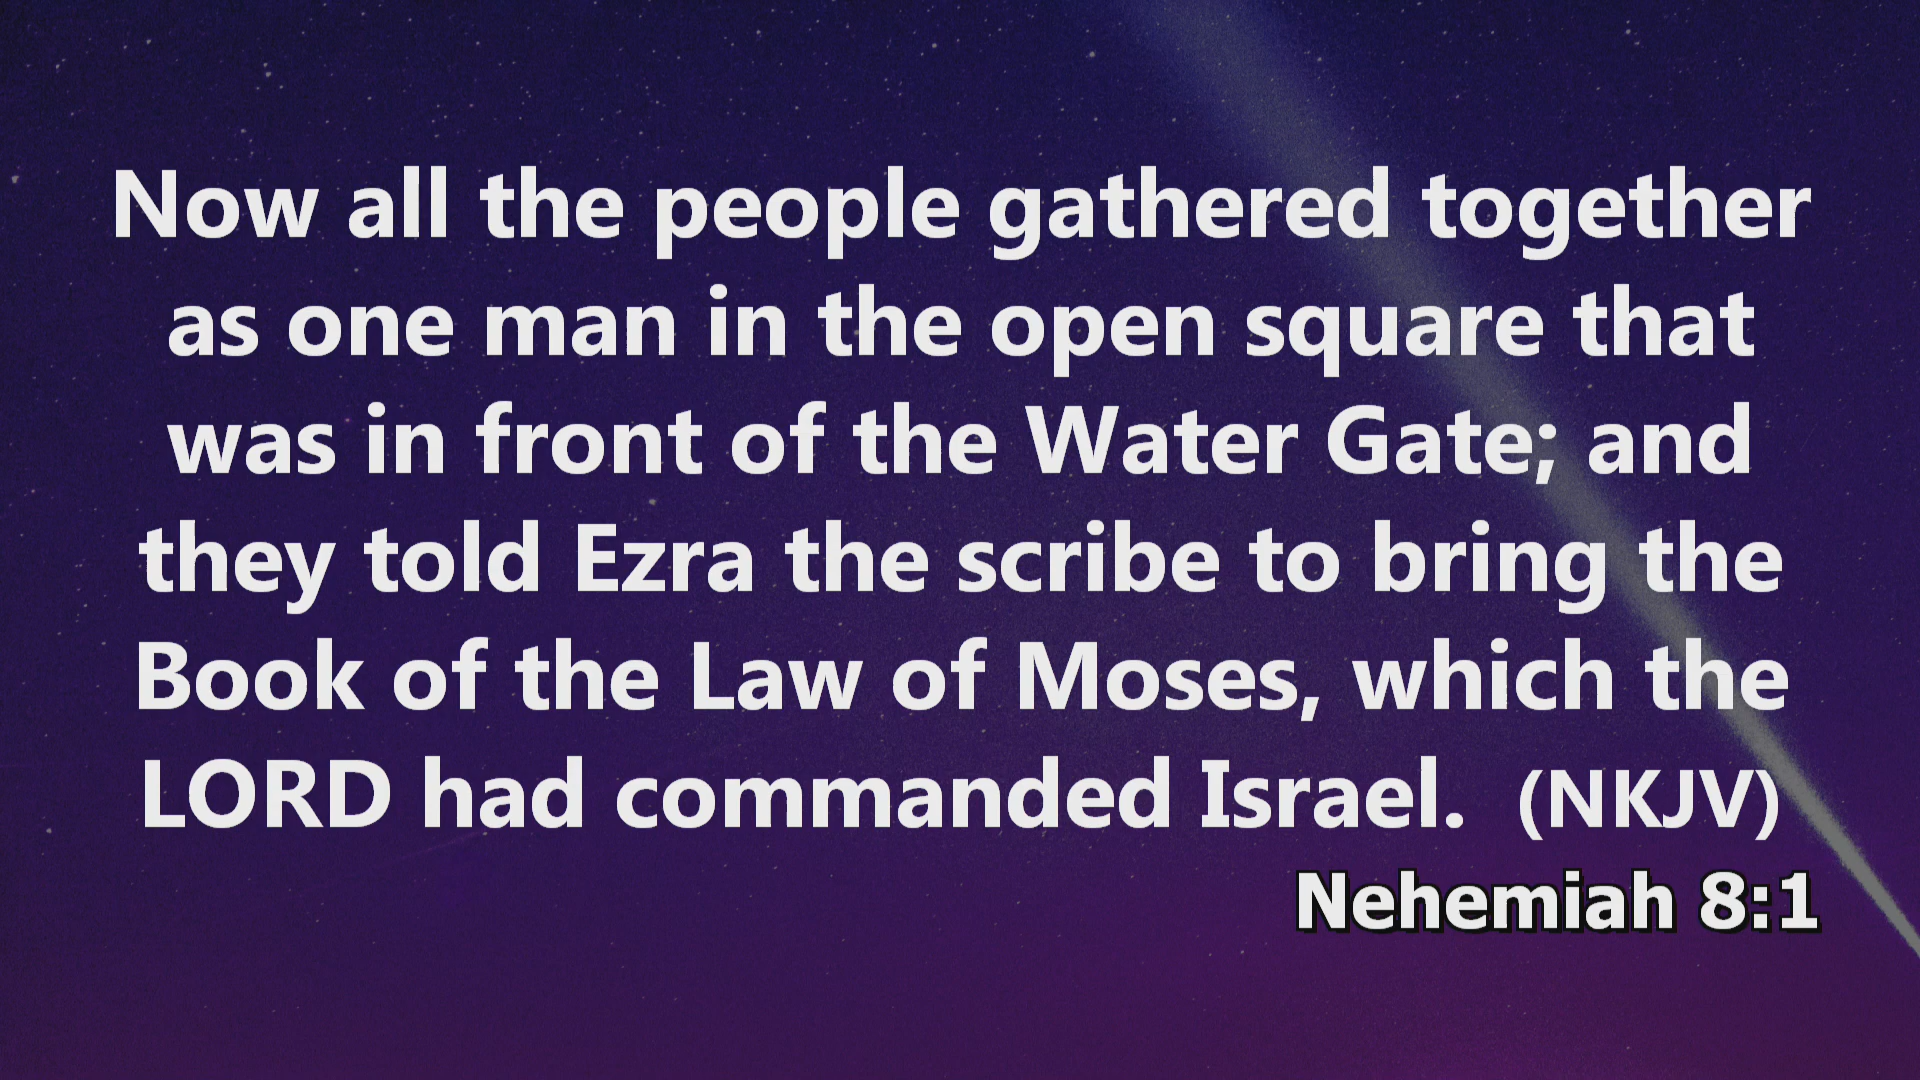 Now all the people gathered together
as one man in the open square that
was in front of the Water Gate; and
they told Ezra the scribe to bring the
Book of the Law of Moses, which the
LORD had commanded Israel.  (NKJV)
Nehemiah 8:1